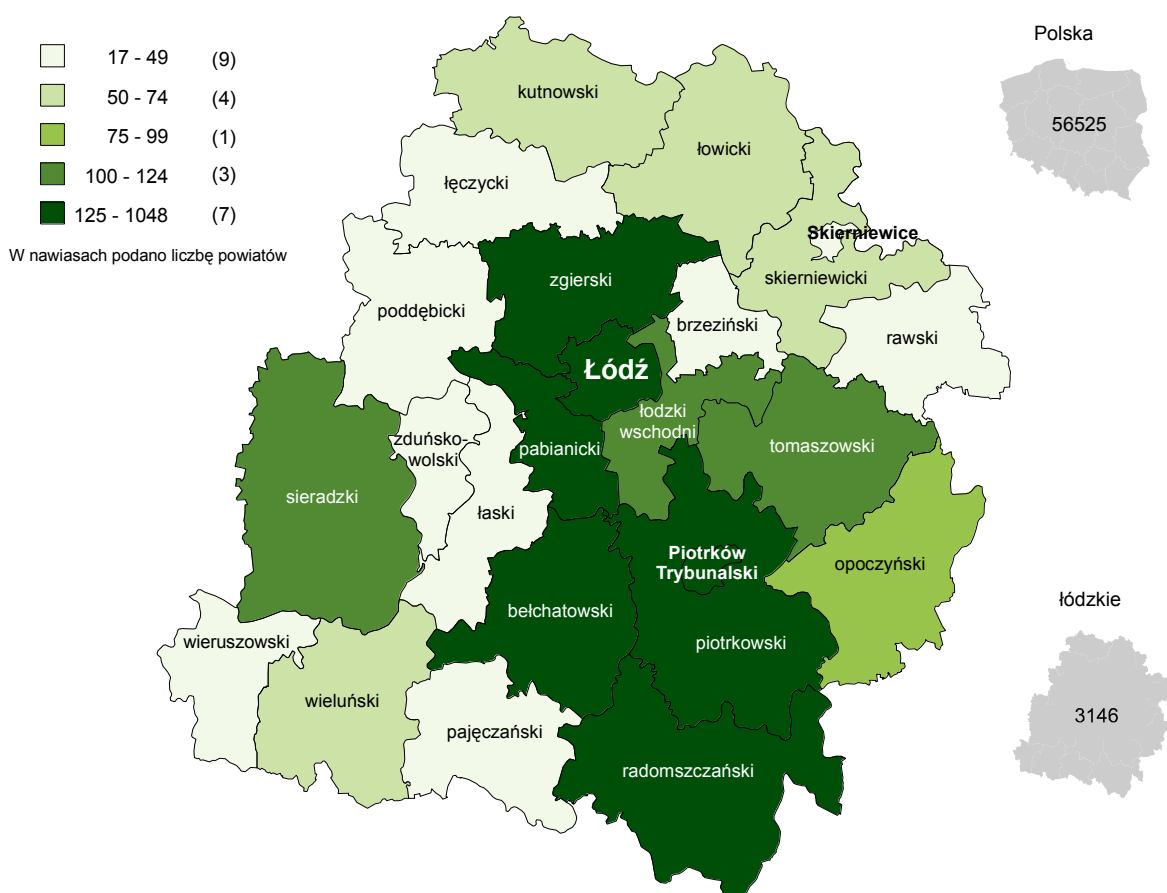 17 - 49 (9)
50 - 74 (4)
75 - 99 (1)
100 - 124 (3)
125 - 1048 (7)
W nawiasach podano liczbę powiatów
Polska
56525
kutnowski
łowicki
łęczycki
Skierniewice
skierniewicki
zgierski
poddębicki
brzeziński
rawski
Łódź
łodzki
wschodni
zduńsko-
wolski
pabianicki
tomaszowski
sieradzki
łaski
Piotrków
Trybunalski
opoczyński
bełchatowski
łódzkie
3146
wieruszowski
piotrkowski
wieluński
pajęczański
radomszczański